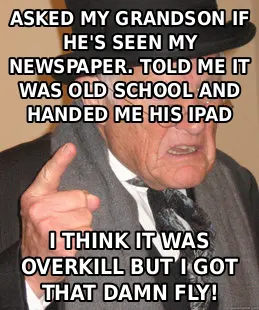 ASKED MY GRANDSON IF
HE'S SEEN MY
NEWSPAPER. TOLD ME IT
WAS OLD SCHOOL AND
HANDED ME HIS IPAD
I THINK IT WAS
OVERKILL BUT I GOT
THAT DAMN FLY!